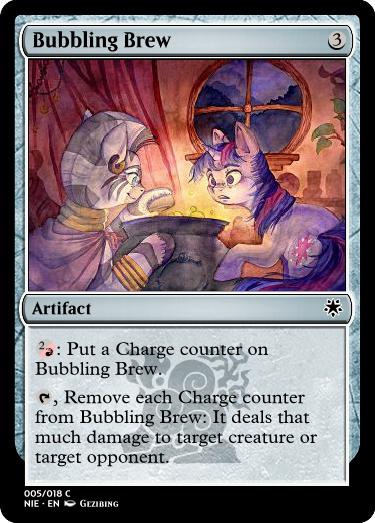 Bubbling Brew 3
Artifact
2: Put a Charge counter on
Bubbling Brew.
, Remove each Charge counter
from Bubbling Brew: It deals that
much damage to target creature or
target opponent.
005/018 C
NIE · EN Gezibing